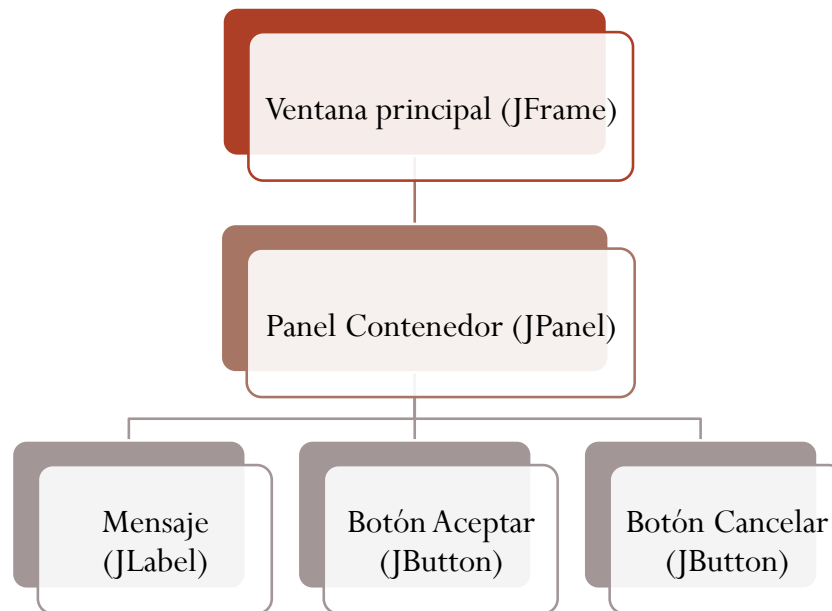 Ventana principal (JFrame)
Panel Contenedor (JPanel)
Mensaje
(JLabel)
Botón Aceptar
(JButton)
Botón Cancelar
(JButton)